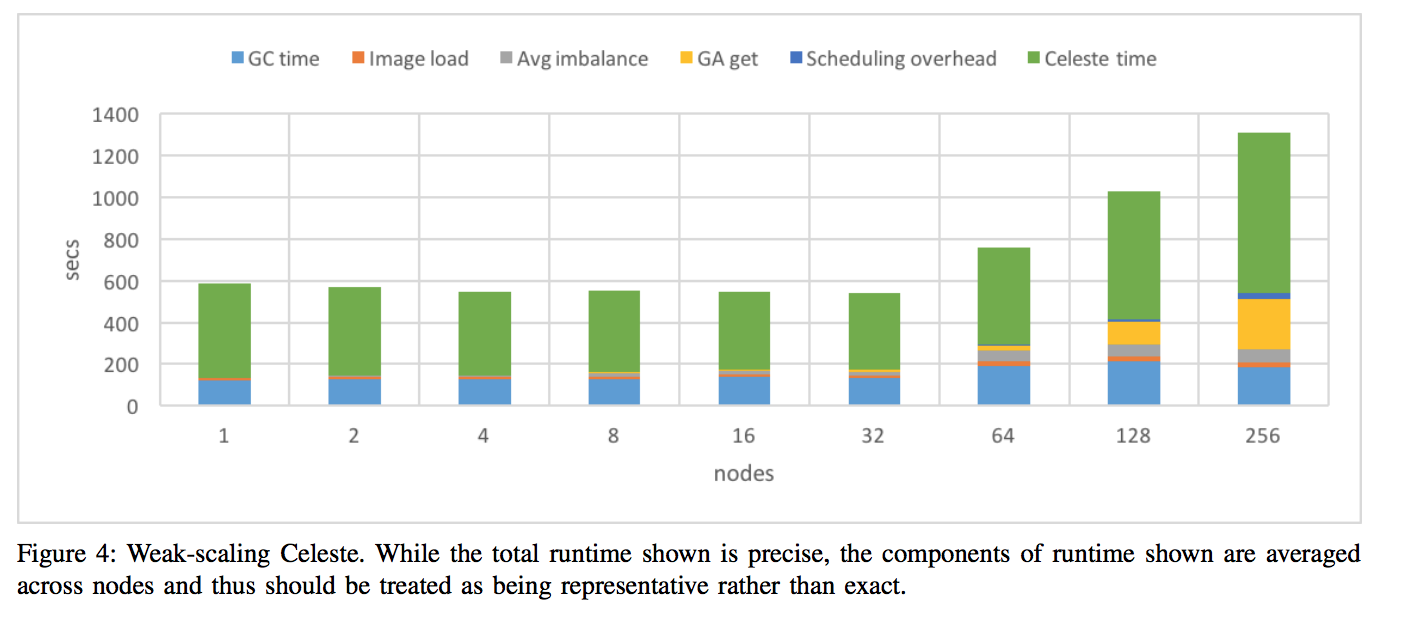 GC time Image load Avg imbalance GA get Scheduling overhead Celeste time
1400
1200
1000
800
600
400
200
0
secs
1 2 4 8 16 32 64 128 256
nodes
Figure 4: Weak-scaling Celeste. While the total runtime shown is precise, the components of runtime shown are averaged
across nodes and thus should be treated as being representative rather than exact.